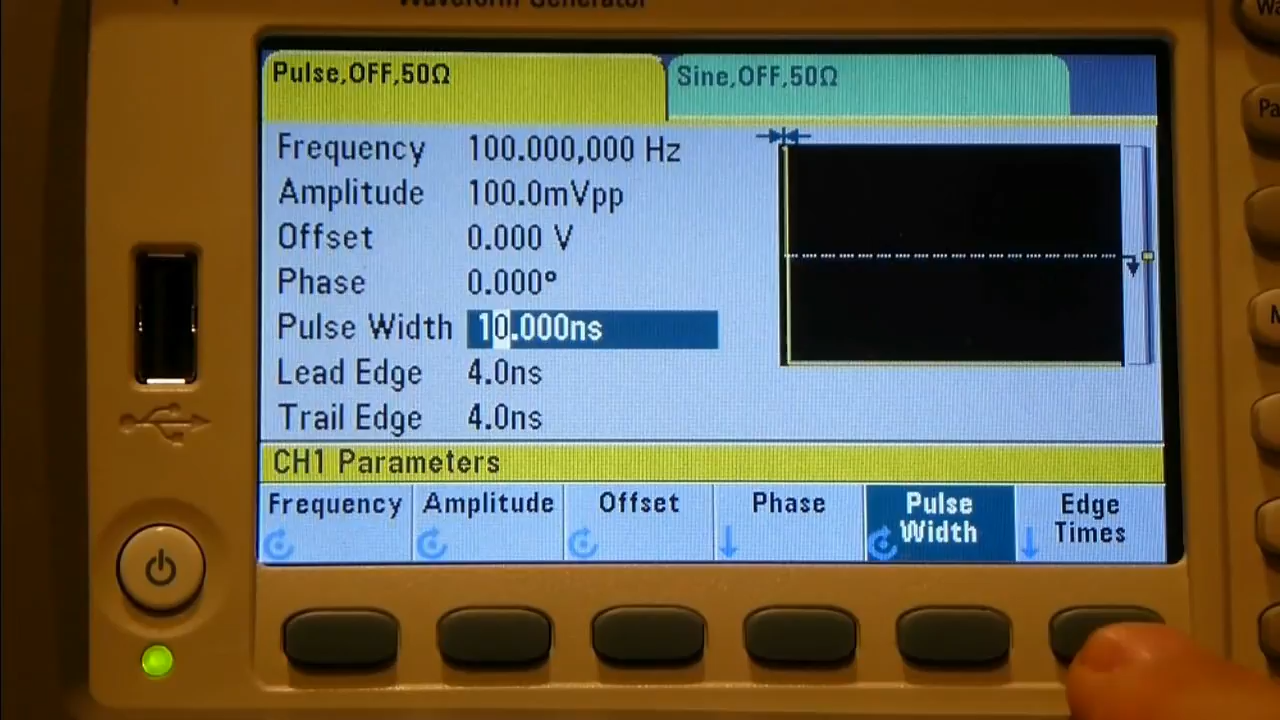 Waveform Generator
Pulse,OFF,50Ω
Sine,OFF,50Ω
Frequency 100.000,000 Hz
Amplitude 100.0mVpp
Offset 0.000 V
Phase 0.000°
Pulse Width 10.000ns
Lead Edge 4.0ns
Trail Edge 4.0ns
CH1 Parameters
Frequency Amplitude Offset Phase Pulse Width Edge Times